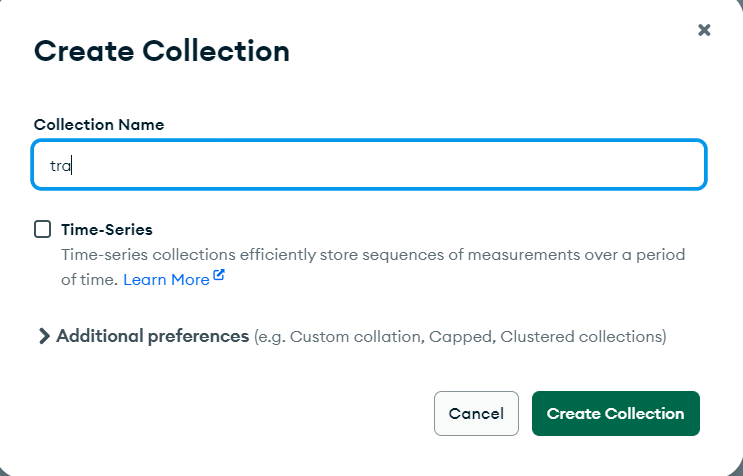 Create Collection
Collection Name
tra
Time-Series
Time-series collections efficiently store sequences of measurements over a period
of time. Learn More
Additional preferences (e.g. Custom collation, Capped, Clustered collections)
Cancel
Create Collection